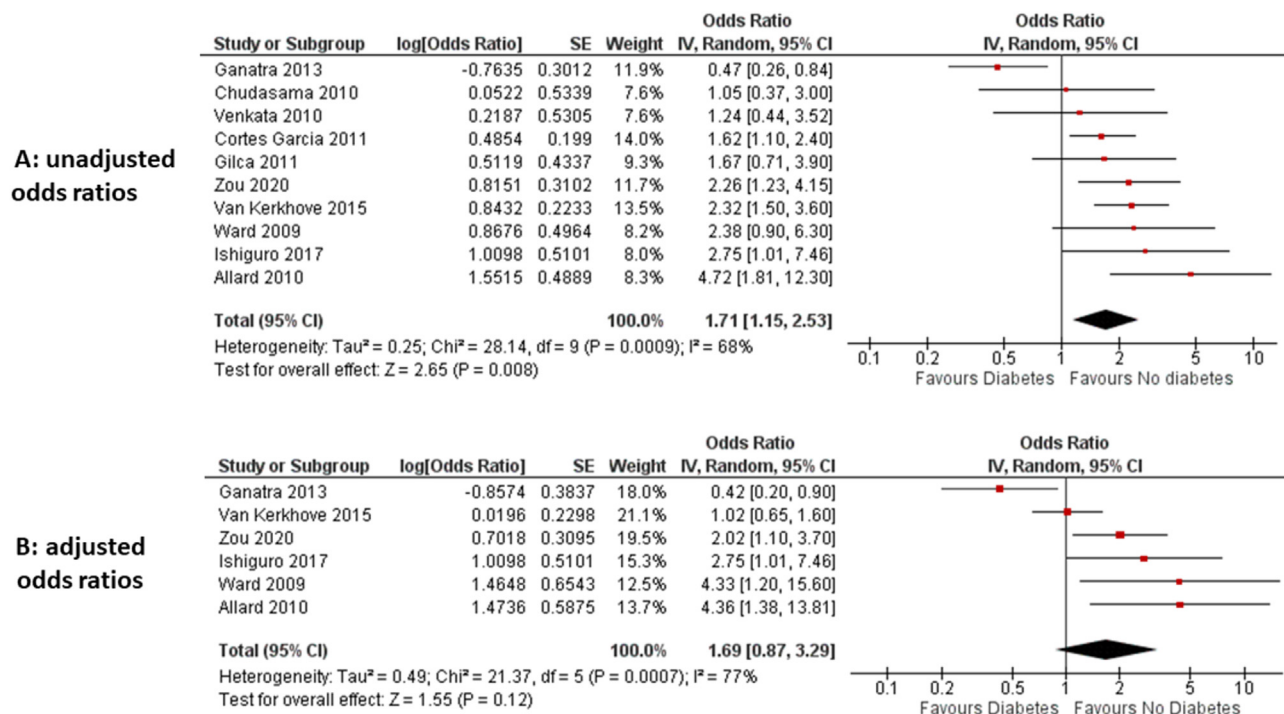 A: unadjusted
odds ratios
Odds Ratio Odds Ratio
Study or Subgroup log[Odds Ratio] SE Weight IV, Random, 95% CI IV, Random, 95% CI
Ganatra 2013 -0.7635 0.3012 11.9% 0.47 [0.26, 0.84]
Chudasama 2010 0.0522 0.5339 7.6% 1.05 [0.37, 3.00]
Venkata 2010 0.2187 0.5305 7.6% 1.24 [0.44, 3.52]
Cortes Garcia 2011 0.4854 0.199 14.0% 1.62 [1.10, 2.40]
Gilca 2011 0.5119 0.4337 9.3% 1.67 [0.71, 3.90]
Zou 2020 0.8151 0.3102 11.7% 2.26 [1.23, 4.15]
Van Kerkhove 2015 0.8432 0.2233 13.5% 2.32 [1.50, 3.60]
Ward 2009 0.8676 0.4964 8.2% 2.38 [0.90, 6.30]
Ishiguro 2017 1.0098 0.5101 8.0% 2.75 [1.01, 7.46]
Allard 2010 1.5515 0.4889 8.3% 4.72 [1.81, 12.30]
Total (95% CI) 100.0% 1.71 [1.15, 2.53]
Heterogeneity: Tau² = 0.25; Chi² = 28.14, df = 9 (P = 0.0009); I² = 68%
Test for overall effect: Z = 2.65 (P = 0.008)
0.1 0.2 0.5 1 2 5 10
Favours Diabetes Favours No diabetes
B: adjusted
odds ratios
Odds Ratio Odds Ratio
Study or Subgroup log[Odds Ratio] SE Weight IV, Random, 95% CI IV, Random, 95% CI
Ganatra 2013 -0.8574 0.3837 18.0% 0.42 [0.20, 0.90]
Van Kerkhove 2015 0.0196 0.2298 21.1% 1.02 [0.65, 1.60]
Zou 2020 0.7018 0.3095 19.5% 2.02 [1.10, 3.70]
Ishiguro 2017 1.0098 0.5101 15.3% 2.75 [1.01, 7.46]
Ward 2009 1.4648 0.6543 12.5% 4.33 [1.20, 15.60]
Allard 2010 1.4736 0.5875 13.7% 4.36 [1.38, 13.81]
Total (95% CI) 100.0% 1.69 [0.87, 3.29]
Heterogeneity: Tau² = 0.49; Chi² = 21.37, df = 5 (P = 0.0007); I² = 77%
Test for overall effect: Z = 1.55 (P = 0.12)
0.1 0.2 0.5 1 2 5 10
Favours Diabetes Favours No Diabetes